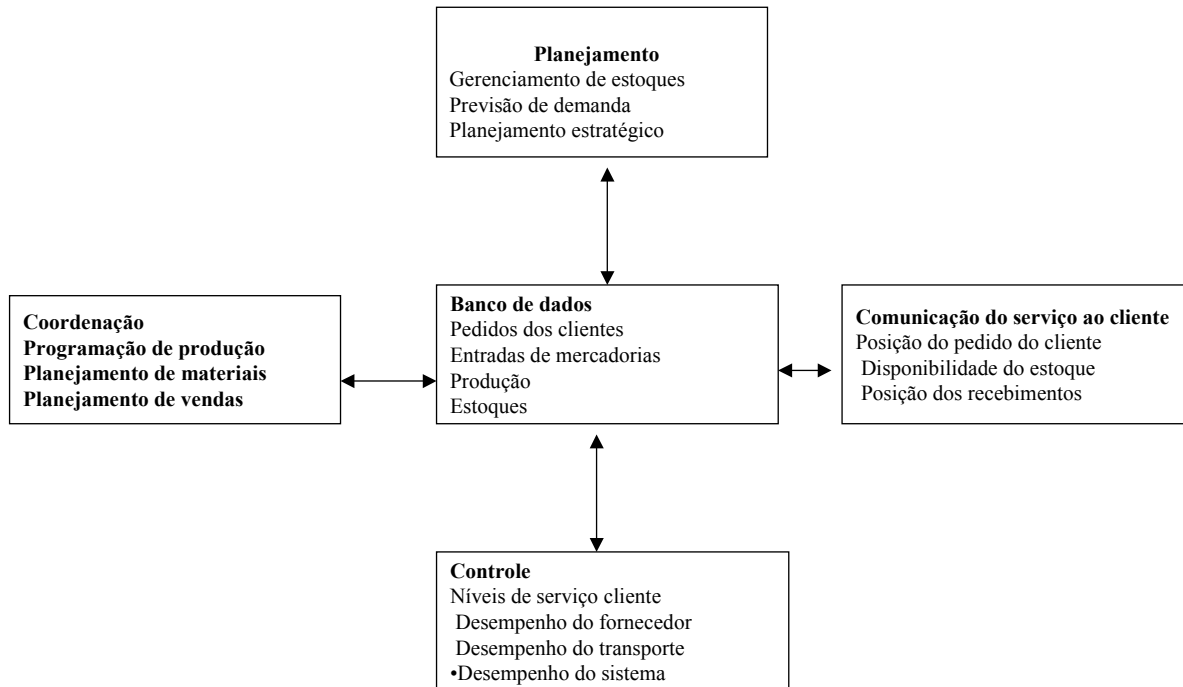 Planejamento
Gerenciamento de estoques
Previsão de demanda
Planejamento estratégico
Coordenação
Programação de produção
Planejamento de materiais
Planejamento de vendas
Banco de dados
Pedidos dos clientes
Entradas de mercadorias
Produção
Estoques
Comunicação do serviço ao cliente
Posição do pedido do cliente
Disponibilidade do estoque
Posição dos recebimentos
Controle
Níveis de serviço cliente
Desempenho do fornecedor
Desempenho do transporte
•Desempenho do sistema